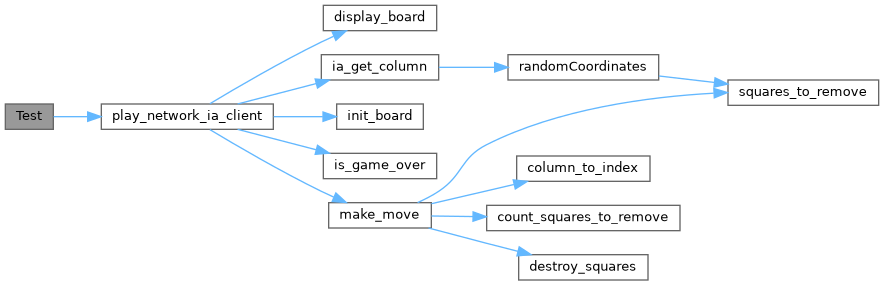 Test
play_network_ia_client
display_board
ia_get_column
init_board
is_game_over
make_move
randomCoordinates
column_to_index
count_squares_to_remove
destroy_squares
squares_to_remove